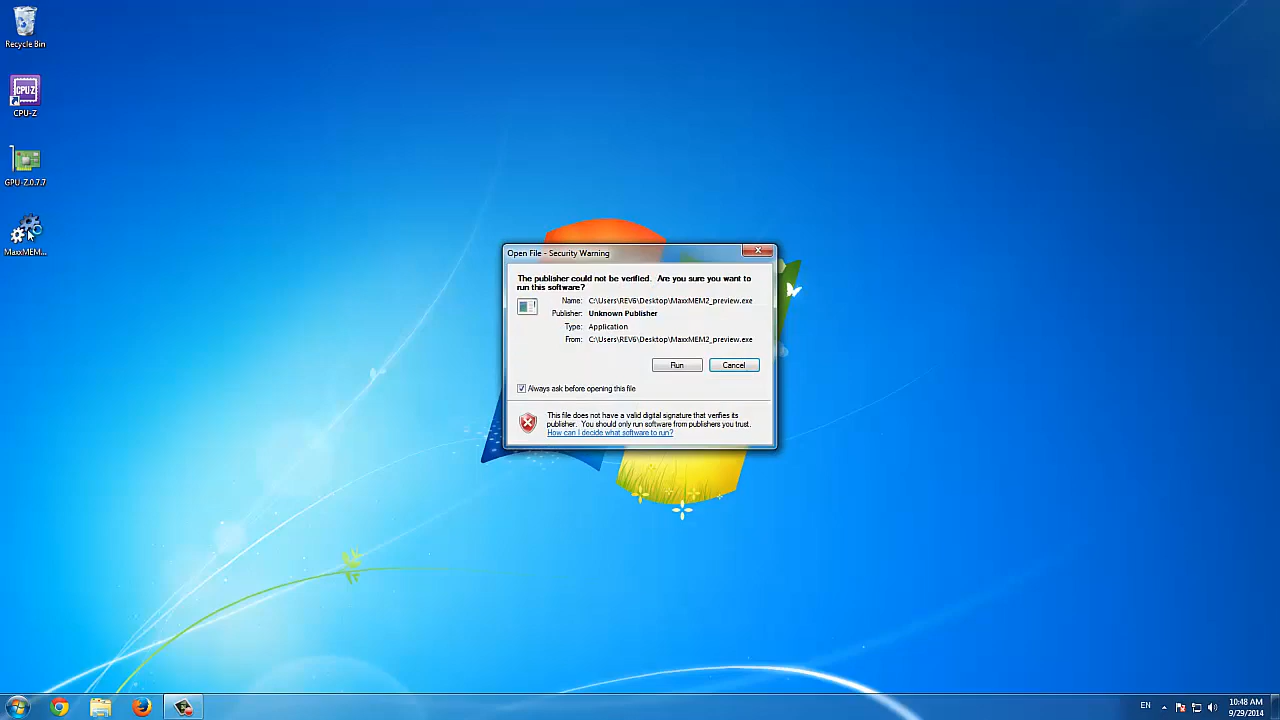 Recycle Bin
CPU-Z
CPU-Z
GPU-Z.0.7.7
MaxxMEM...
Open File - Security Warning
The publisher could not be verified. Are you sure you want to
run this software?
Name: C:\Users\REV6\Desktop\MaxxMEM2_preview.exe
Publisher: Unknown Publisher
Type: Application
From: C:\Users\REV6\Desktop\MaxxMEM2_preview.exe
Run Cancel
Always ask before opening this file
This file does not have a valid digital signature that verifies its
publisher. You should only run software from publishers you trust.
How can I decide what software to run?
EN
10:48 AM
9/29/2014